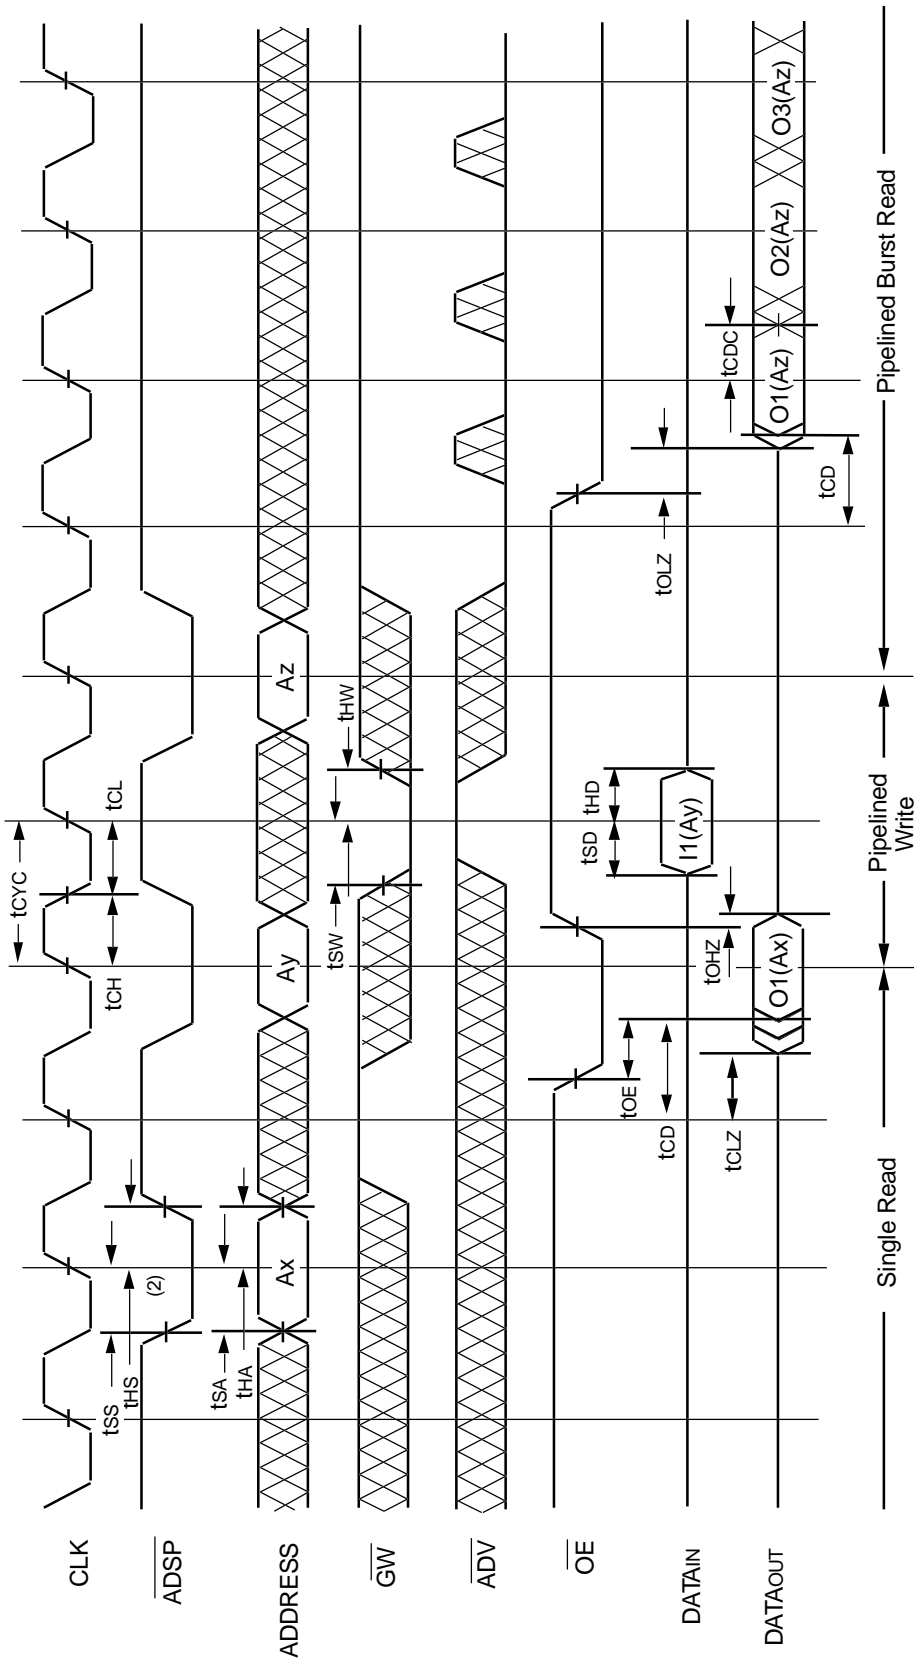 tCYC
tCH
tCL
CLK
tSS
tHS
(2)
ADSP
tSA
tHA
ADDRESS
Ax
Ay
Az
tSW
tHW
GW
ADV
OE
tOE
tOLZ
tCD
tSD
tHD
DATAIN
I1(Ay)
tOHZ
tCLZ
tCDC
DATAOUT
O1(Ax)
O1(Az)
O2(Az)
O3(Az)
tCD
Single Read
Pipelined
Write
Pipelined Burst Read